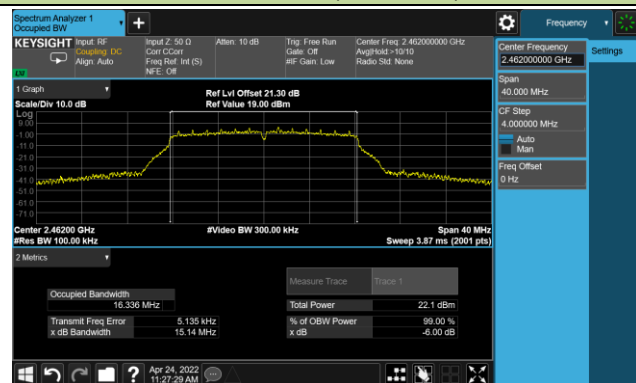 Spectrum Analyzer 1
Occupied BW
+
Frequency
KEYSIGHT
Input: RF
Coupling: DC
Align: Auto
Input Z: 50 Ω
Corr CCorr
Freq Ref: Int (S)
NFE: Off
Atten: 10 dB
Trig: Free Run
Gate: Off
#IF Gain: Low
Center Freq: 2.462000000 GHz
Avg|Hold:>10/10
Radio Std: None
Center Frequency
2.462000000 GHz
Settings
Span
40.000 MHz
CF Step
4.000000 MHz
Auto
Man
Freq Offset
0 Hz
1 Graph
Scale/Div 10.0 dB
Ref Lvl Offset 21.30 dB
Ref Value 19.00 dBm
Log
9.00
-1.00
-11.0
-21.0
-31.0
-41.0
-51.0
-61.0
-71.0
Center 2.46200 GHz
#Video BW 300.00 kHz
Span 40 MHz
#Res BW 100.00 kHz
Sweep 3.87 ms (2001 pts)
2 Metrics
Measure Trace
Trace 1
Occupied Bandwidth
16.336 MHz
Total Power
22.1 dBm
Transmit Freq Error
5.135 kHz
% of OBW Power
99.00 %
x dB Bandwidth
15.14 MHz
x dB
-6.00 dB
?
Apr 24, 2022
11:27:29 AM